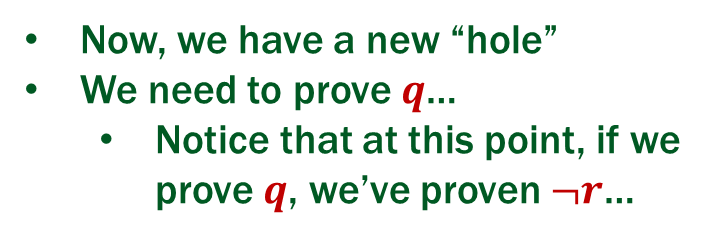 • Now, we have a new “hole”
• We need to prove q...
• Notice that at this point, if we
prove q, we’ve proven ¬r...